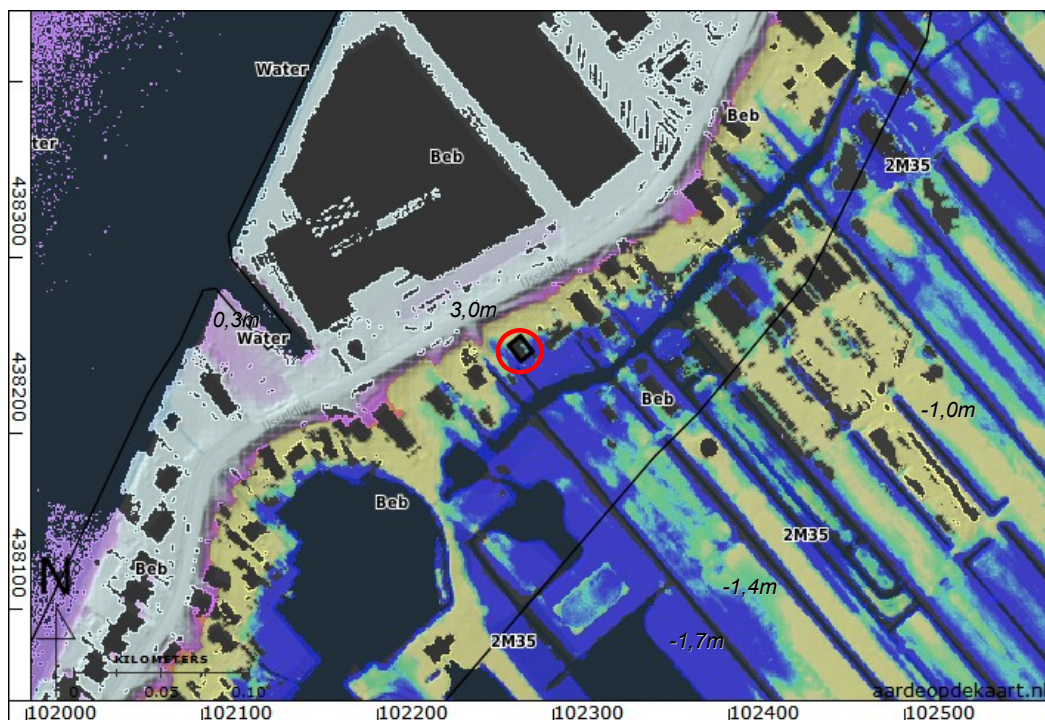 Water
Beb
ter
Beb
2M35
438300
IJsseldijk
3,0m
0,3m
Water
438200
Beb
-1,0m
IJsseldijk
Beb
2M35
438100
N
Beb
-1,4m
2M35
-1,7m
KILOMETERS
0 0.05 0.10
aardeopdekaart.nl
102000 102100 102200 102300 102400 102500